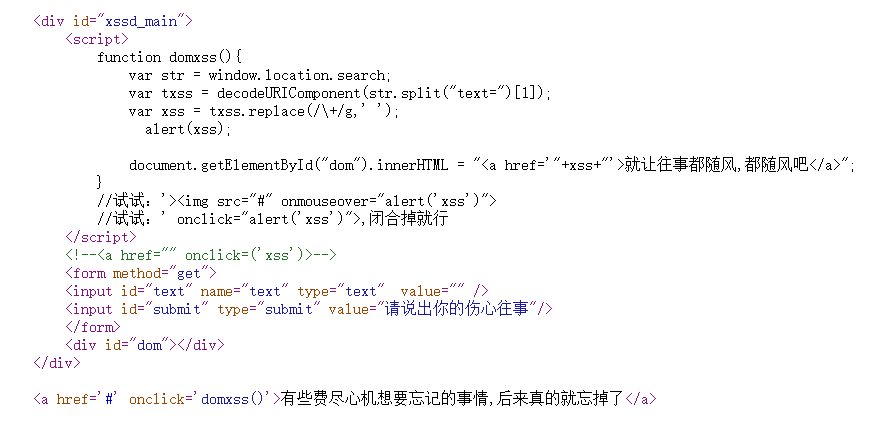 <div id="xssd_main">
<script>
function domxss(){
var str = window.location.search;
var txss = decodeURIComponent(str.split("text=")[1]);
var xss = txss.replace(/\+/g,' ');
alert(xss);
document.getElementById("dom").innerHTML = "<a href='"+xss+"'>就让往事都随风,都随风吧</a>";
}
//试试：'><img src="#" onmouseover="alert('xss')">
//试试：' onclick="alert('xss')">,闭合掉就行
</script>
<!--<a href="" onclick=('xss')>-->
<form method="get">
<input id="text" name="text" type="text"  value="" />
<input id="submit" type="submit" value="请说出你的伤心往事"/>
</form>
<div id="dom"></div>
</div>
<a href='#' onclick='domxss()'>有些费尽心机想要忘记的事情,后来真的就忘掉了</a>